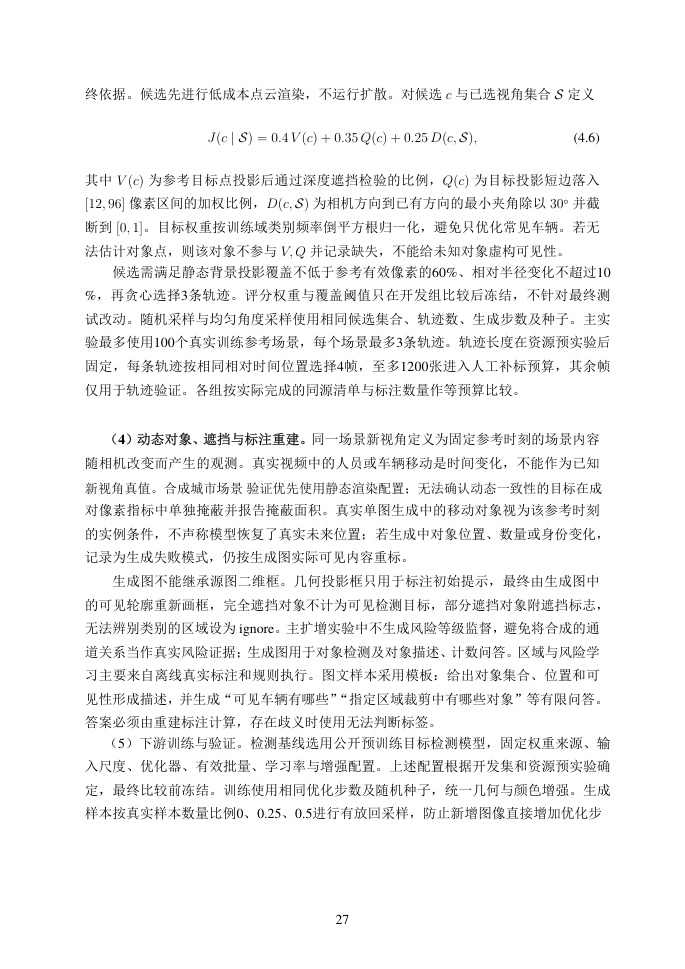 终依据。候选先进行低成本点云渲染，不运行扩散。对候选 c 与已选视角集合 S 定义
J(c | S) = 0.4 V(c) + 0.35 Q(c) + 0.25 D(c, S), (4.6)
其中 V(c) 为参考目标点投影后通过深度遮挡检验的比例，Q(c) 为目标投影短边落入
[12, 96] 像素区间的加权比例，D(c, S) 为相机方向到已有方向的最小夹角除以 30° 并截
断到 [0, 1]。目标权重按训练域类别频率倒平方根归一化，避免只优化常见车辆。若无
法估计对象点，则该对象不参与 V, Q 并记录缺失，不能给未知对象虚构可见性。
候选需满足静态背景投影覆盖不低于参考有效像素的60%、相对半径变化不超过10
%，再贪心选择3条轨迹。评分权重与覆盖阈值只在开发组比较后冻结，不针对最终测
试改动。随机采样与均匀角度采样使用相同候选集合、轨迹数、生成步数及种子。主实
验最多使用100个真实训练参考场景，每个场景最多3条轨迹。轨迹长度在资源预实验后
固定，每条轨迹按相同相对时间位置选择4帧，至多1200张进入人工补标预算，其余帧
仅用于轨迹验证。各组按实际完成的同源清单与标注数量作等预算比较。
（4）动态对象、遮挡与标注重建。同一场景新视角定义为固定参考时刻的场景内容
随相机改变而产生的观测。真实视频中的人员或车辆移动是时间变化，不能作为已知
新视角真值。合成城市场景 验证优先使用静态渲染配置；无法确认动态一致性的目标在成
对像素指标中单独掩蔽并报告掩蔽面积。真实单图生成中的移动对象视为该参考时刻
的实例条件，不声称模型恢复了真实未来位置；若生成中对象位置、数量或身份变化，
记录为生成失败模式，仍按生成图实际可见内容重标。
生成图不能继承源图二维框。几何投影框只用于标注初始提示，最终由生成图中
的可见轮廓重新画框，完全遮挡对象不计为可见检测目标，部分遮挡对象附遮挡标志，
无法辨别类别的区域设为 ignore。主扩增实验中不生成风险等级监督，避免将合成的通
道关系当作真实风险证据；生成图用于对象检测及对象描述、计数问答。区域与风险学
习主要来自离线真实标注和规则执行。图文样本采用模板：给出对象集合、位置和可
见性形成描述，并生成“可见车辆有哪些”“指定区域裁剪中有哪些对象”等有限问答。
答案必须由重建标注计算，存在歧义时使用无法判断标签。
（5）下游训练与验证。检测基线选用公开预训练目标检测模型，固定权重来源、输
入尺度、优化器、有效批量、学习率与增强配置。上述配置根据开发集和资源预实验确
定，最终比较前冻结。训练使用相同优化步数及随机种子，统一几何与颜色增强。生成
样本按真实样本数量比例0、0.25、0.5进行有放回采样，防止新增图像直接增加优化步
27